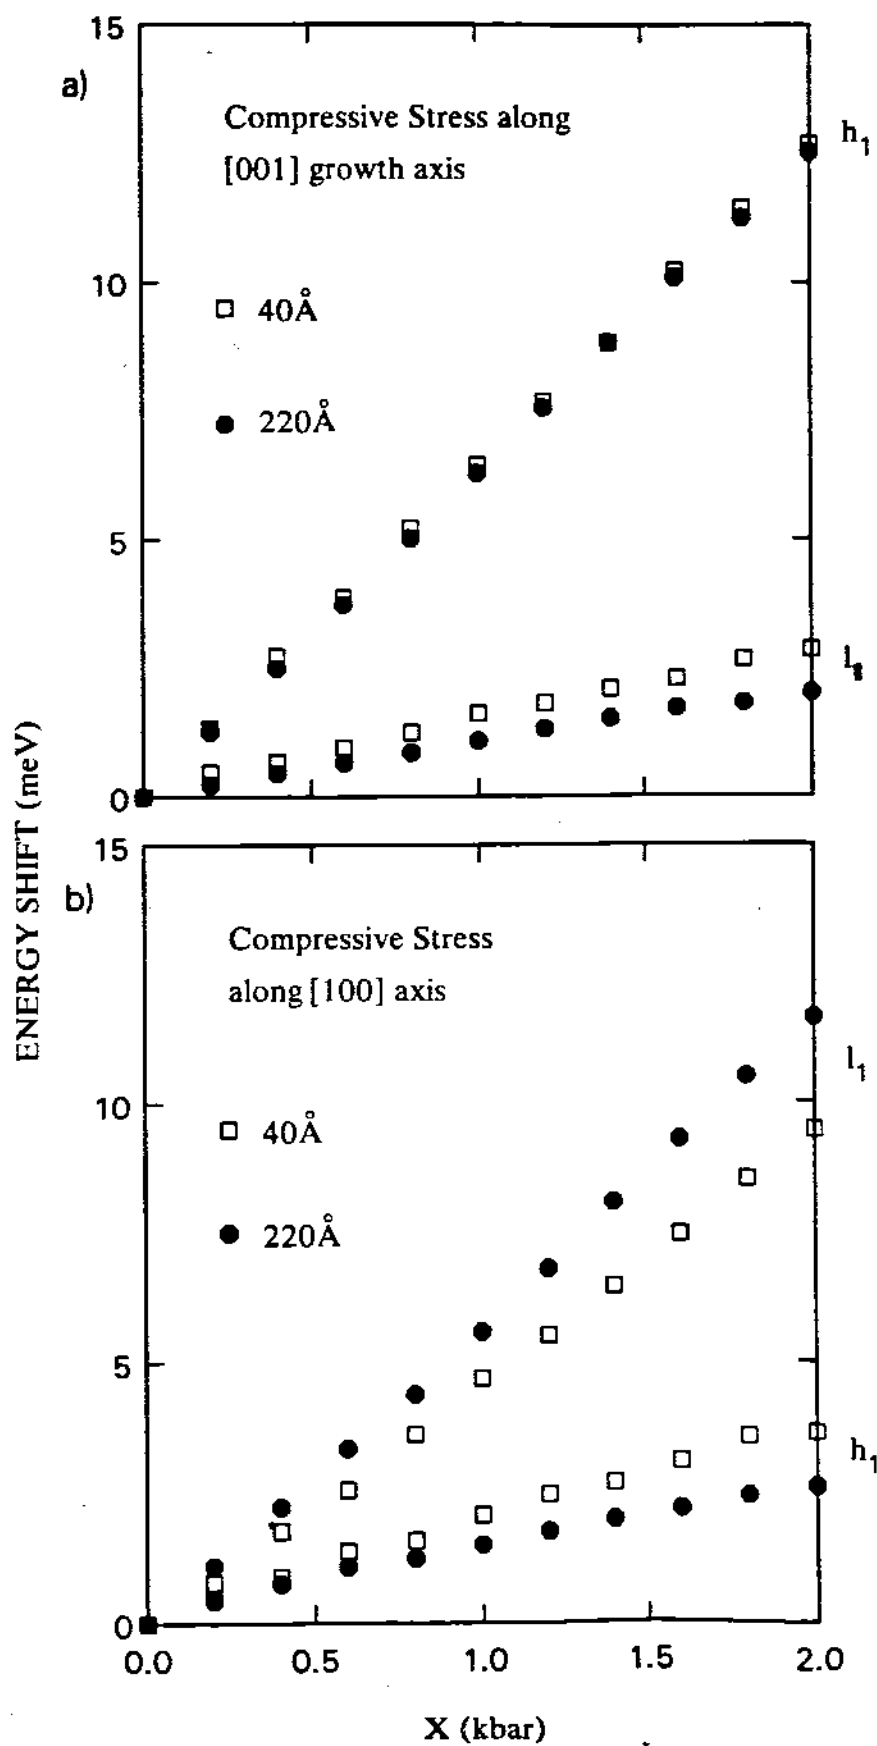 15
a)
Compressive Stress along
[001] growth axis
h1
10
40Å
220Å
5
l1
0
ENERGY SHIFT (meV)
15
b)
Compressive Stress
along [100] axis
l1
10
40Å
220Å
5
h1
0
0.0 0.5 1.0 1.5 2.0
X (kbar)